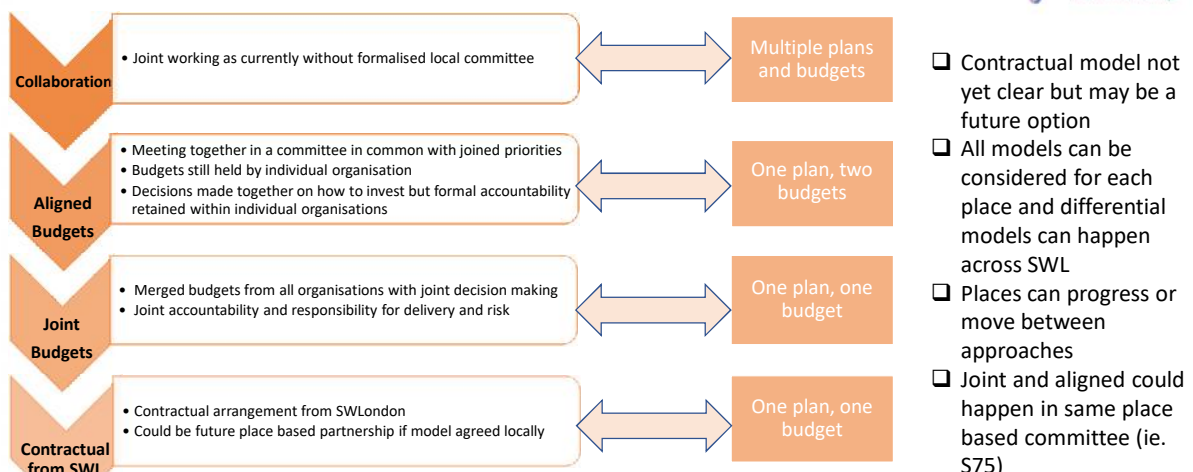 Collaboration
• Joint working as currently without formalised local committee
Multiple plans
and budgets
Aligned
Budgets
• Meeting together in a committee in common with joined priorities
• Budgets still held by individual organisation
• Decisions made together on how to invest but formal accountability
retained within individual organisations
One plan, two
budgets
Joint
Budgets
• Merged budgets from all organisations with joint decision making
• Joint accountability and responsibility for delivery and risk
One plan, one
budget
Contractual
from SWL
• Contractual arrangement from SWLondon
• Could be future place based partnership if model agreed locally
One plan, one
budget
❑ Contractual model not
yet clear but may be a
future option
❑ All models can be
considered for each
place and differential
models can happen
across SWL
❑ Places can progress or
move between
approaches
❑ Joint and aligned could
happen in same place
based committee (ie.
S75)